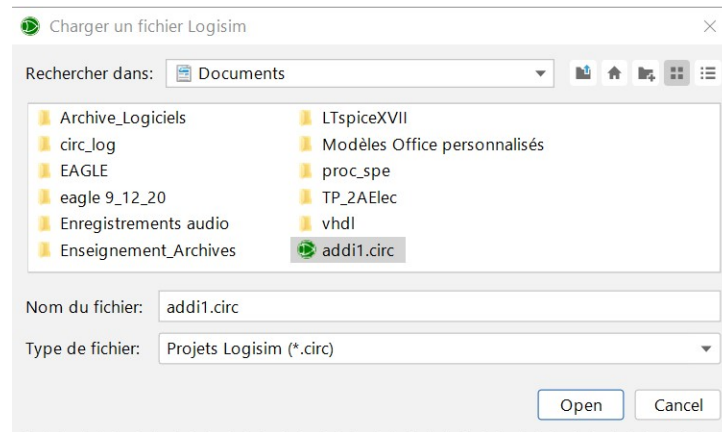 Charger un fichier Logisim
Rechercher dans: Documents
Archive_Logiciels
circ_log
EAGLE
eagle 9_12_20
Enregistrements audio
Enseignement_Archives
LTspiceXVII
Modèles Office personnalisés
proc_spe
TP_2AElec
vhdl
addi1.circ
Nom du fichier: addi1.circ
Type de fichier: Projets Logisim (*.circ)
Open Cancel